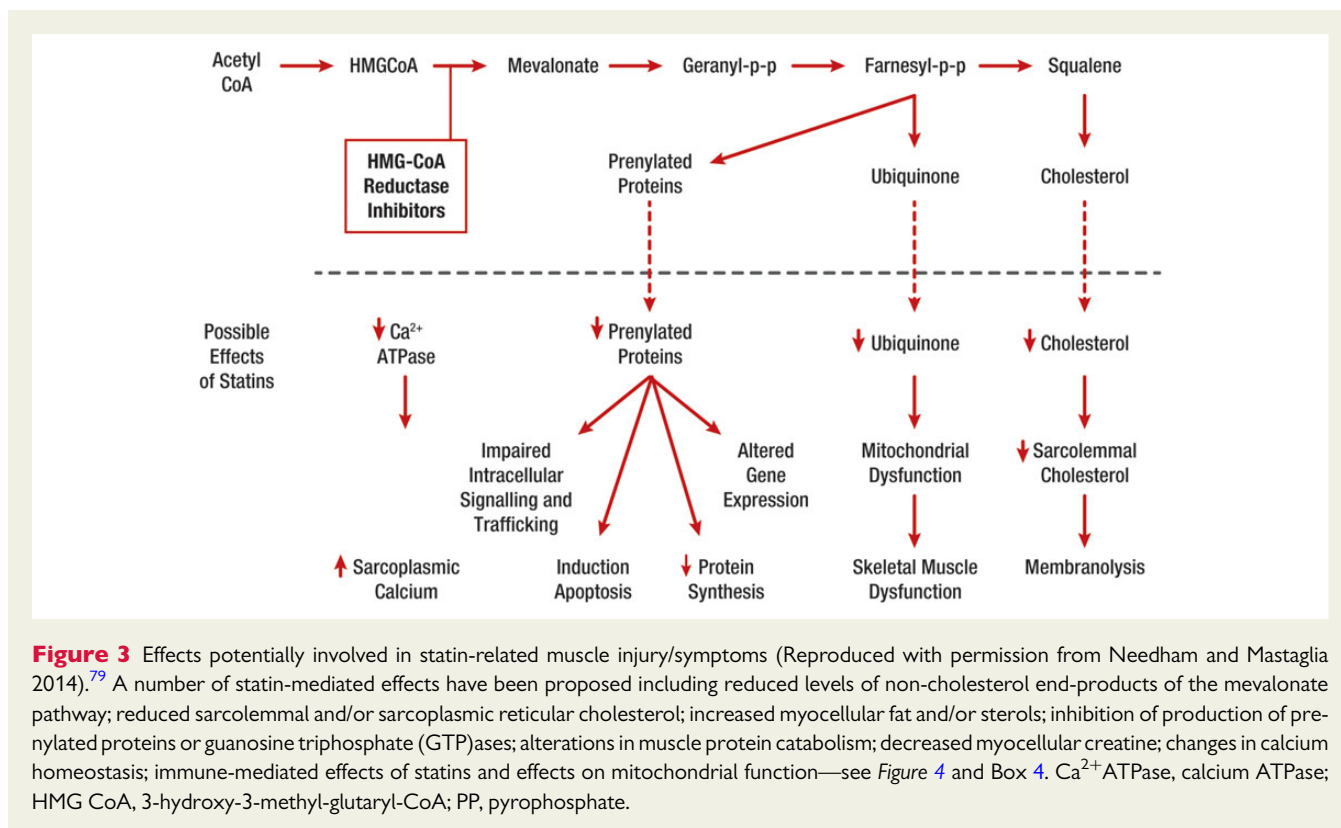 Acetyl
CoA
HMGCoA
Mevalonate
Geranyl-p-p
Farnesyl-p-p
Squalene
HMG-CoA
Reductase
Inhibitors
Prenylated
Proteins
Ubiquinone
Cholesterol
Possible
Effects
of Statins
Ca²⁺
ATPase
Prenylated
Proteins
Ubiquinone
Cholesterol
Impaired
Intracellular
Signalling and
Trafficking
Altered
Gene
Expression
Mitochondrial
Dysfunction
Sarcolemmal
Cholesterol
Sarcoplasmic
Calcium
Induction
Apoptosis
Protein
Synthesis
Skeletal Muscle
Dysfunction
Membranolysis
Figure 3 Effects potentially involved in statin-related muscle injury/symptoms (Reproduced with permission from Needham and Mastaglia
2014).⁷⁹ A number of statin-mediated effects have been proposed including reduced levels of non-cholesterol end-products of the mevalonate
pathway; reduced sarcolemmal and/or sarcoplasmic reticular cholesterol; increased myocellular fat and/or sterols; inhibition of production of pre-
nylated proteins or guanosine triphosphate (GTP)ases; alterations in muscle protein catabolism; decreased myocellular creatine; changes in calcium
homeostasis; immune-mediated effects of statins and effects on mitochondrial function—see Figure 4 and Box 4. Ca²⁺ATPase, calcium ATPase;
HMG CoA, 3-hydroxy-3-methyl-glutaryl-CoA; PP, pyrophosphate.